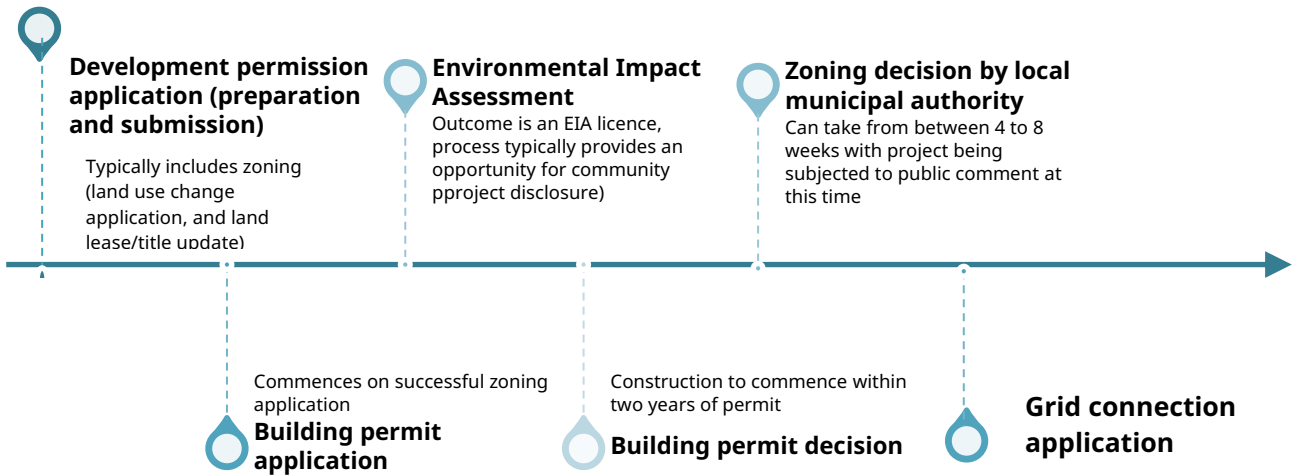 Development permission
application (preparation
and submission)
Typically includes zoning
(land use change
application, and land
lease/title update)
Environmental Impact
Assessment
Outcome is an EIA licence,
process typically provides an
opportunity for community
pproject disclosure)
Zoning decision by local
municipal authority
Can take from between 4 to 8
weeks with project being
subjected to public comment at
this time
Commences on successful zoning
application
Building permit
application
Construction to commence within
two years of permit
Building permit decision
Grid connection
application